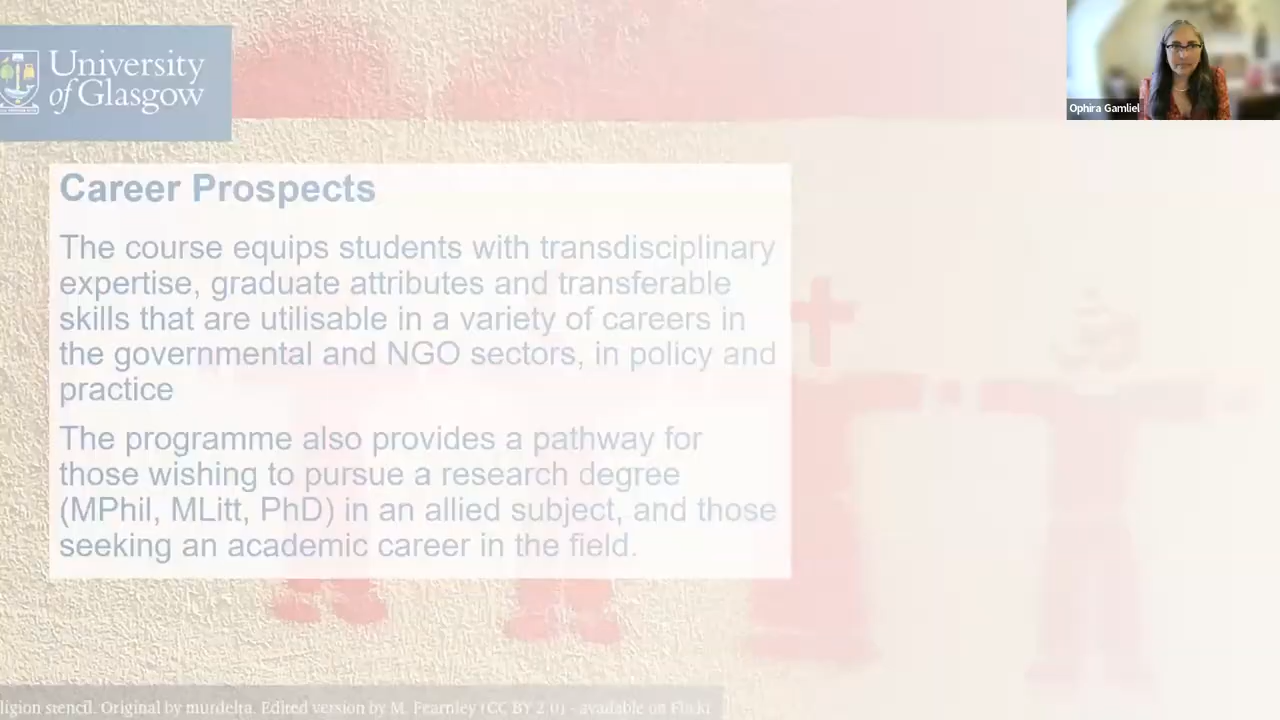 University
of Glasgow
Ophira Gamliel
Career Prospects
The course equips students with transdisciplinary
expertise, graduate attributes and transferable
skills that are utilisable in a variety of careers in
the governmental and NGO sectors, in policy and
practice
The programme also provides a pathway for
those wishing to pursue a research degree
(MPhil, MLitt, PhD) in an allied subject, and those
seeking an academic career in the field.
ligion stencil. Original by murdelta. Edited version by M. Fearnley (CC BY 2.0) - available on Flickr